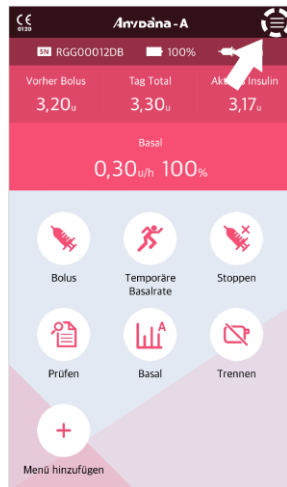 CE 0120
AnyDana-A
SN RGG00012DB 100%
Vorher Bolus Tag Total Insulin
3,20u 3,30u 3,17u
Basal
0,30u/h 100%
Bolus Temporäre Basalrate Stoppen
Prüfen Basal Trennen
Menü hinzufügen